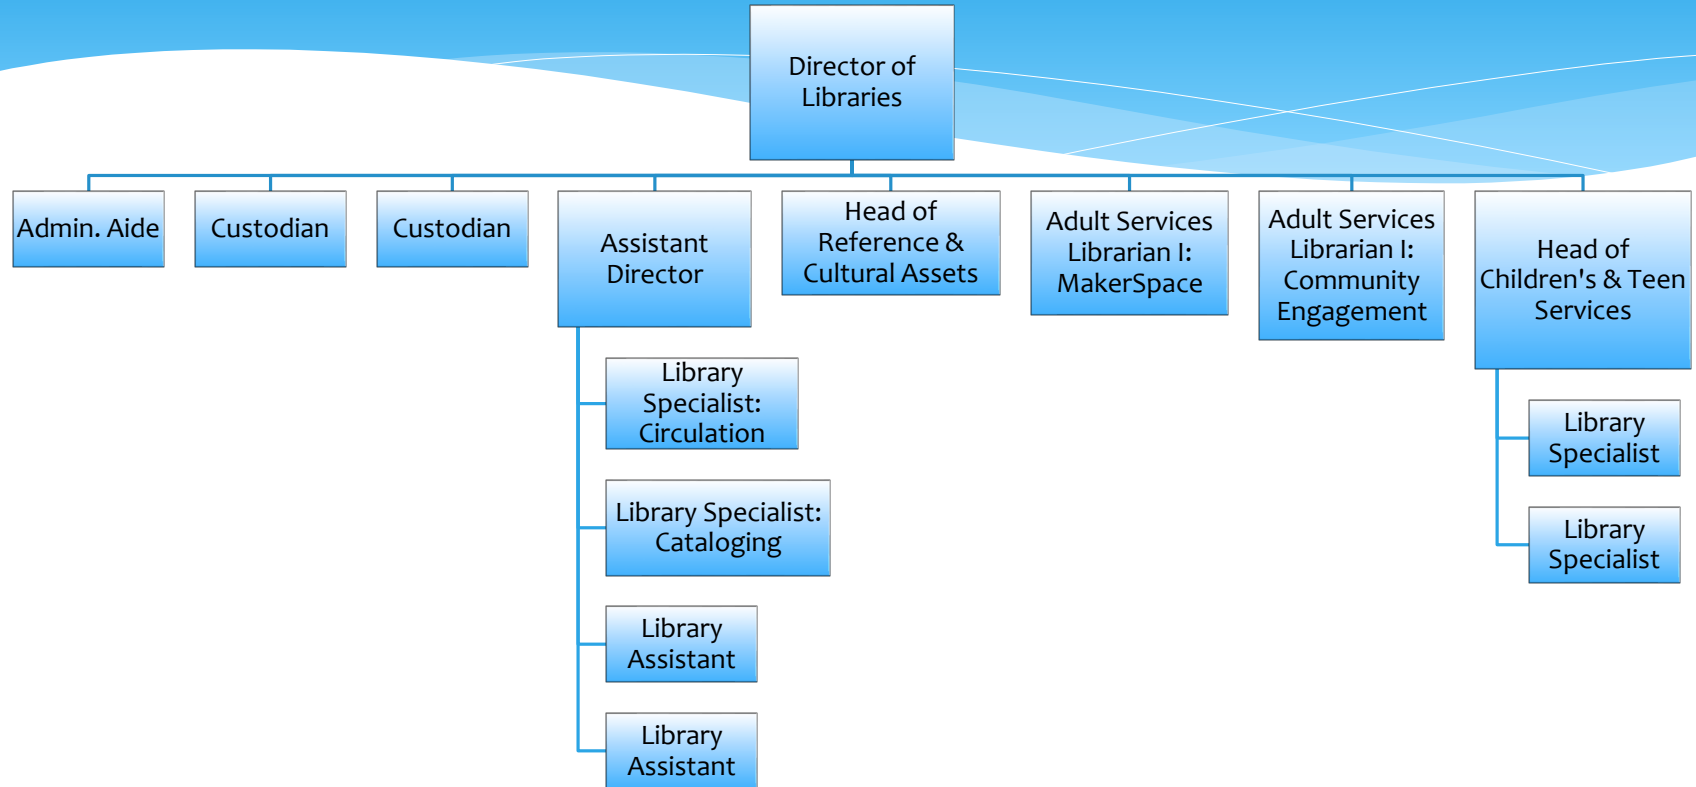 Director of
Libraries
Admin. Aide
Custodian
Custodian
Assistant
Director
Head of
Reference &
Cultural Assets
Adult Services
Librarian I:
MakerSpace
Adult Services
Librarian I:
Community
Engagement
Head of
Children's & Teen
Services
Library
Specialist:
Circulation
Library Specialist:
Cataloging
Library
Assistant
Library
Assistant
Library
Specialist
Library
Specialist